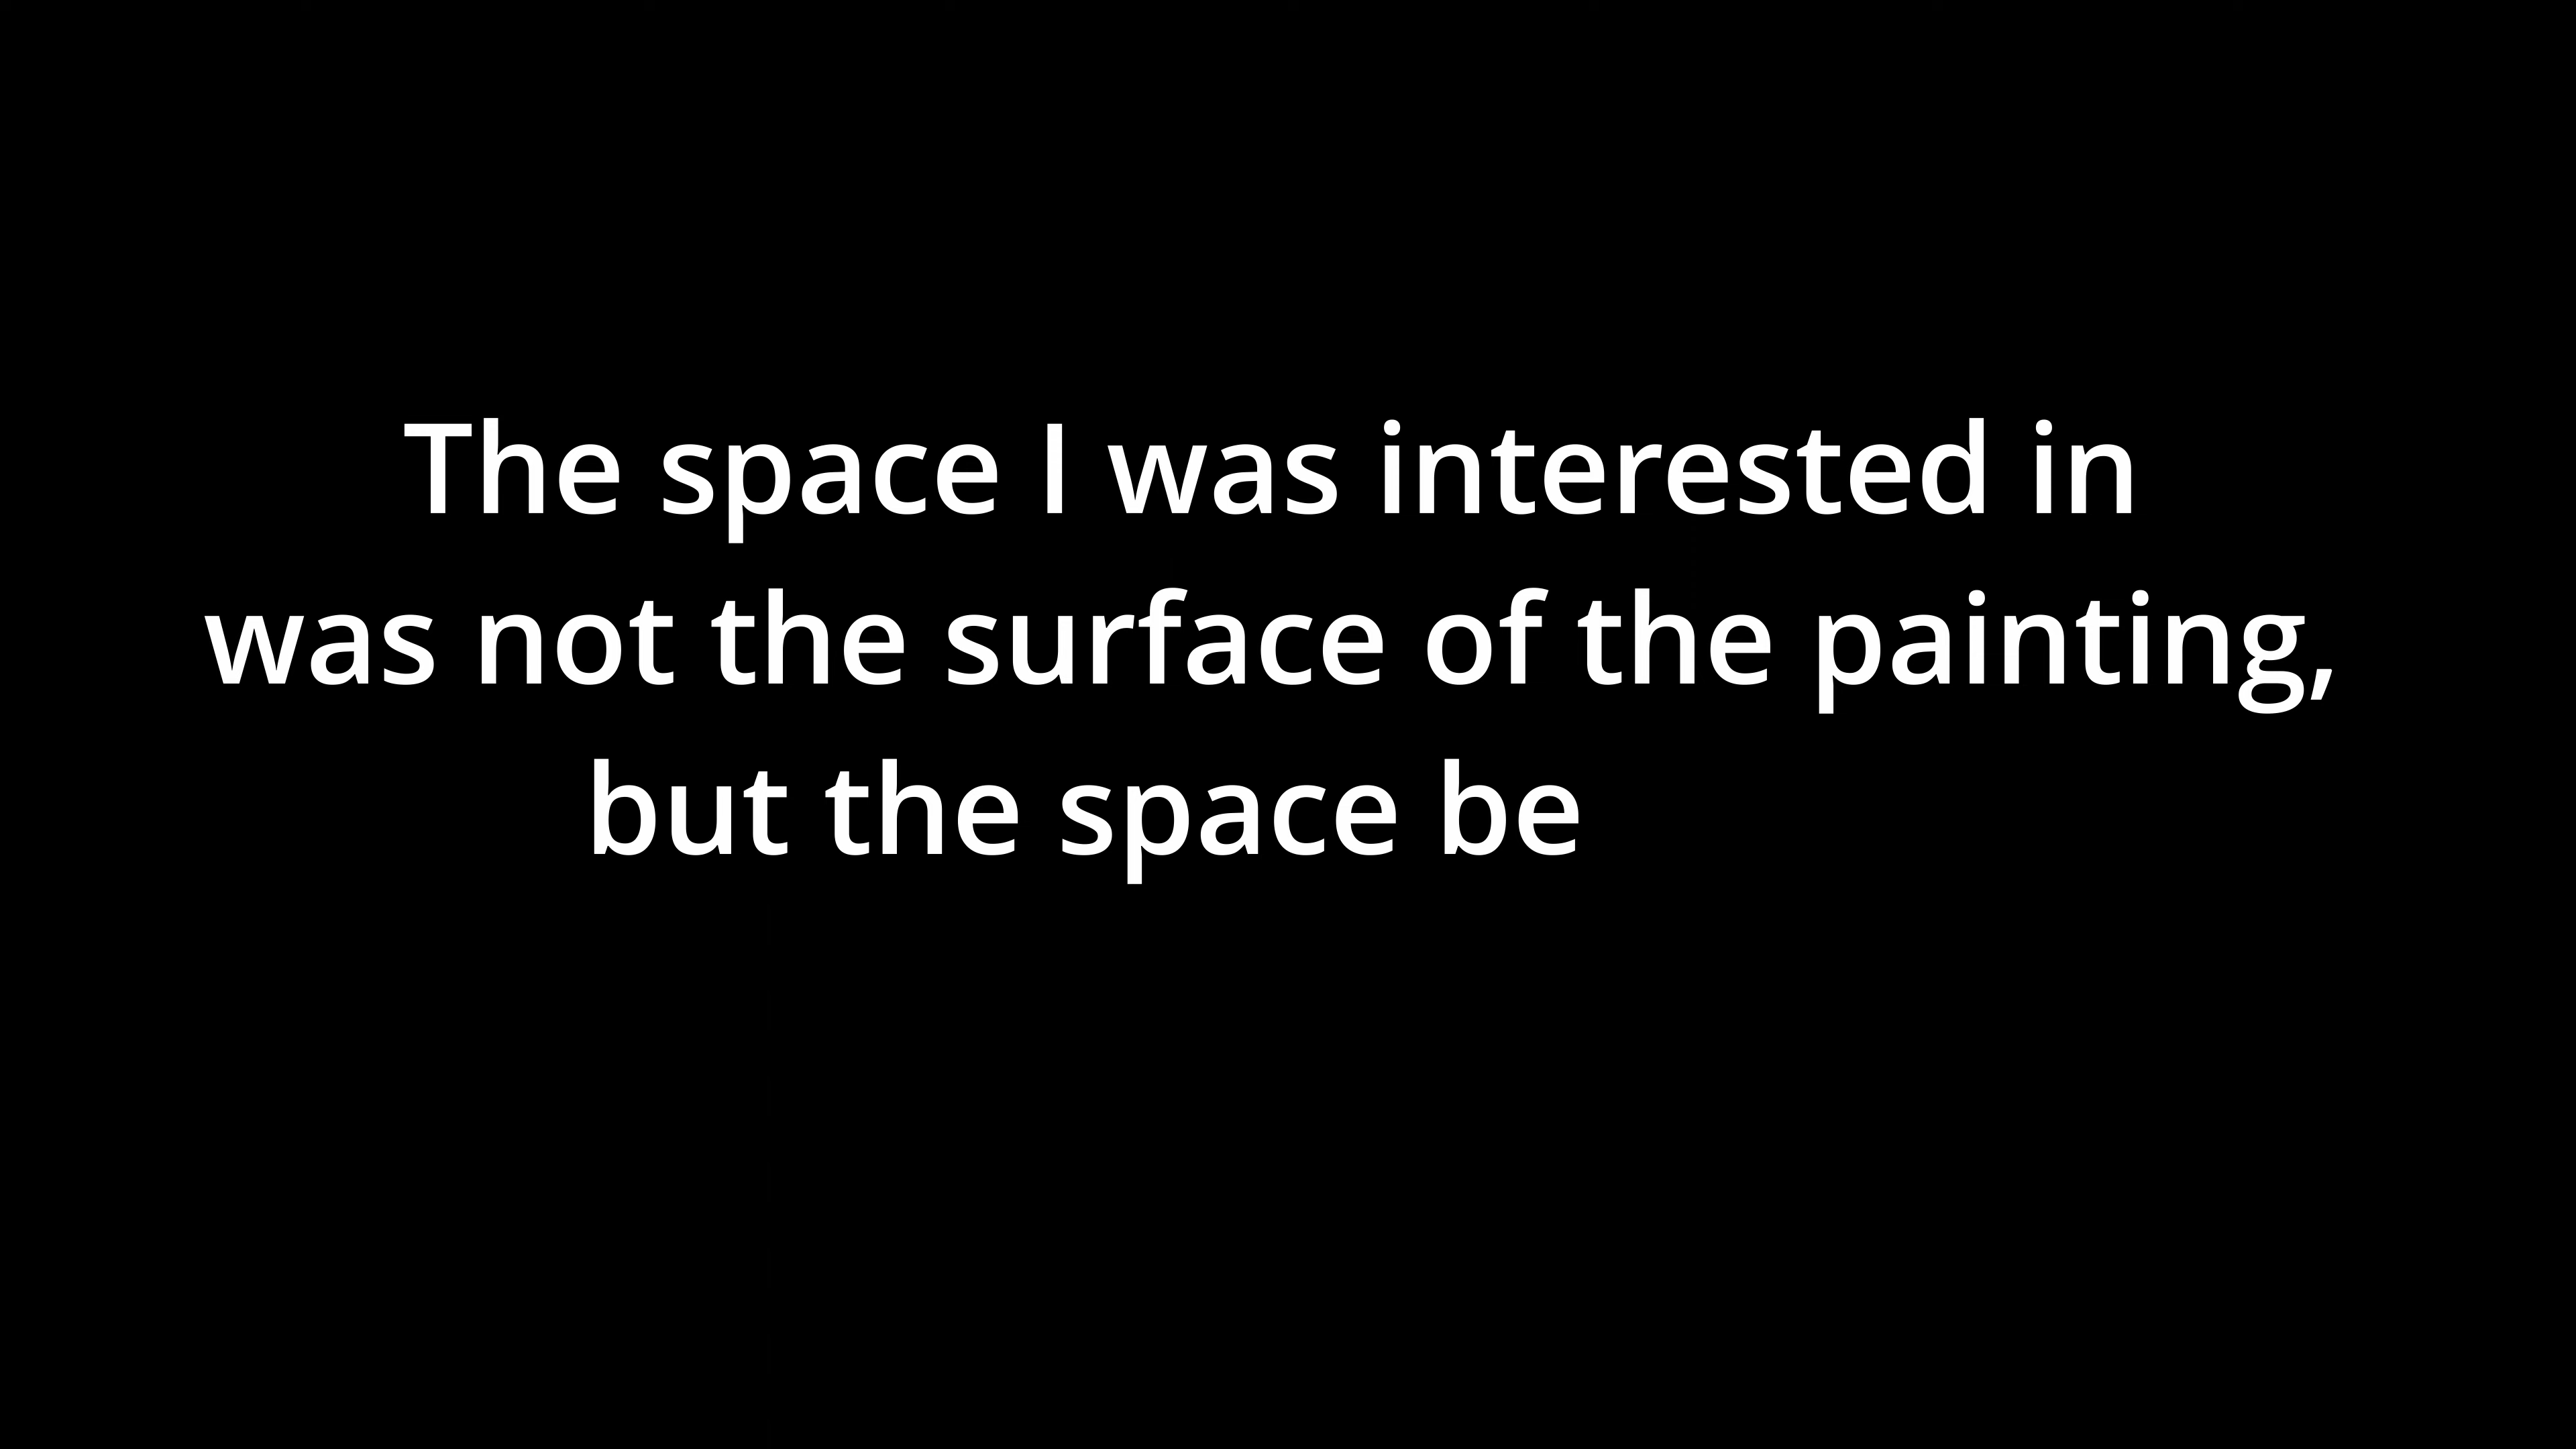 The space I was interested in
was not the surface of the painting,
but the space be